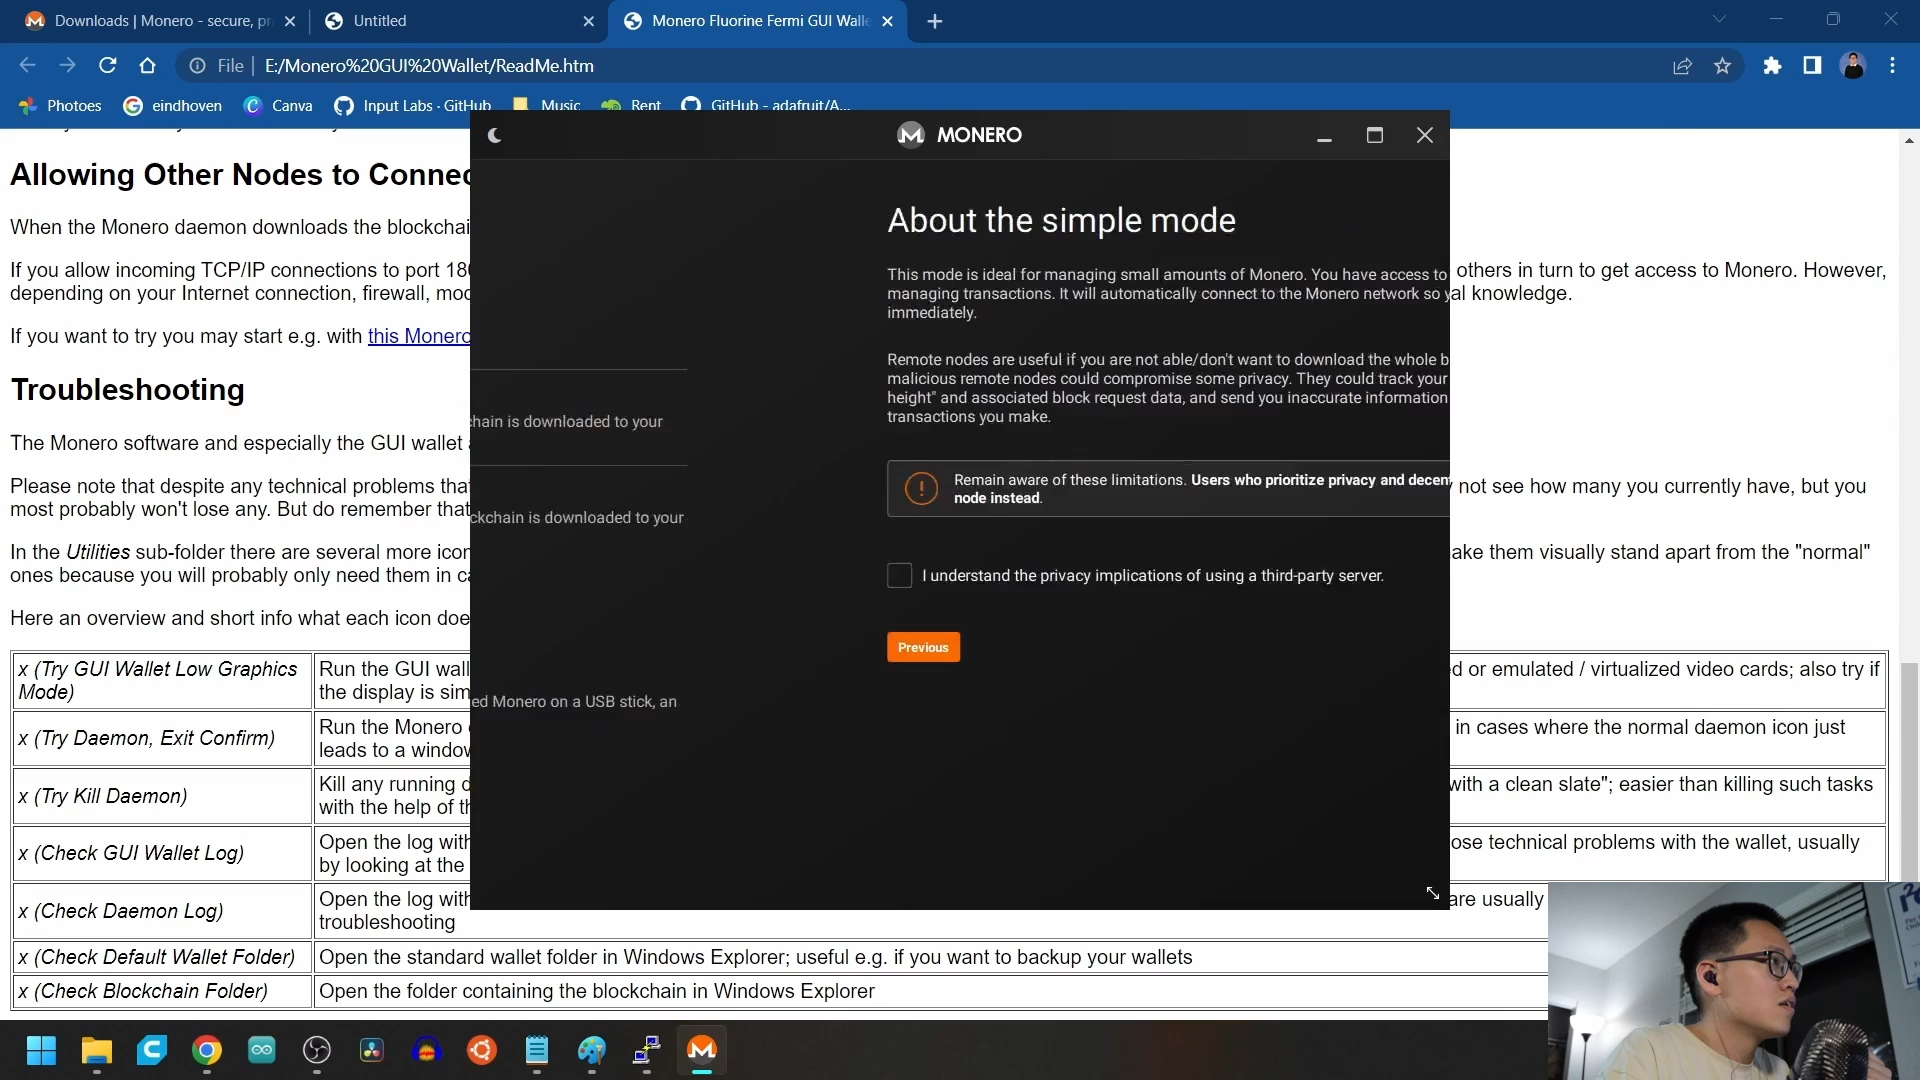 Downloads | Monero - secure, pr
Untitled
Monero Fluorine Fermi GUI Walle
File
E:/Monero%20GUI%20Wallet/ReadMe.htm
Photoes
eindhoven
Canva
Input Labs · GitHub
Music
Rent
GitHub - adafruit/A...
Allowing Other Nodes to Connec
When the Monero daemon downloads the blockchai
If you allow incoming TCP/IP connections to port 180
others in turn to get access to Monero. However,
depending on your Internet connection, firewall, mod
al knowledge.
If you want to try you may start e.g. with this Monero
Troubleshooting
The Monero software and especially the GUI wallet
Please note that despite any technical problems tha
not see how many you currently have, but you
most probably won't lose any. But do remember that
In the Utilities sub-folder there are several more icon
ake them visually stand apart from the "normal"
ones because you will probably only need them in ca
Here an overview and short info what each icon doe
x (Try GUI Wallet Low Graphics
Mode)
Run the GUI wall
d or emulated / virtualized video cards; also try if
the display is sim
x (Try Daemon, Exit Confirm)
Run the Monero
in cases where the normal daemon icon just
leads to a window
x (Try Kill Daemon)
Kill any running d
with a clean slate"; easier than killing such tasks
with the help of th
x (Check GUI Wallet Log)
Open the log with
ose technical problems with the wallet, usually
by looking at the
x (Check Daemon Log)
Open the log with
are usually
troubleshooting
x (Check Default Wallet Folder)
Open the standard wallet folder in Windows Explorer; useful e.g. if you want to backup your wallets
x (Check Blockchain Folder)
Open the folder containing the blockchain in Windows Explorer
MONERO
chain is downloaded to your
ckchain is downloaded to your
ed Monero on a USB stick, an
About the simple mode
This mode is ideal for managing small amounts of Monero. You have access to
managing transactions. It will automatically connect to the Monero network so y
immediately.
Remote nodes are useful if you are not able/don't want to download the whole b
malicious remote nodes could compromise some privacy. They could track your
height" and associated block request data, and send you inaccurate information
transactions you make.
Remain aware of these limitations. Users who prioritize privacy and decent
node instead.
I understand the privacy implications of using a third-party server.
Previous